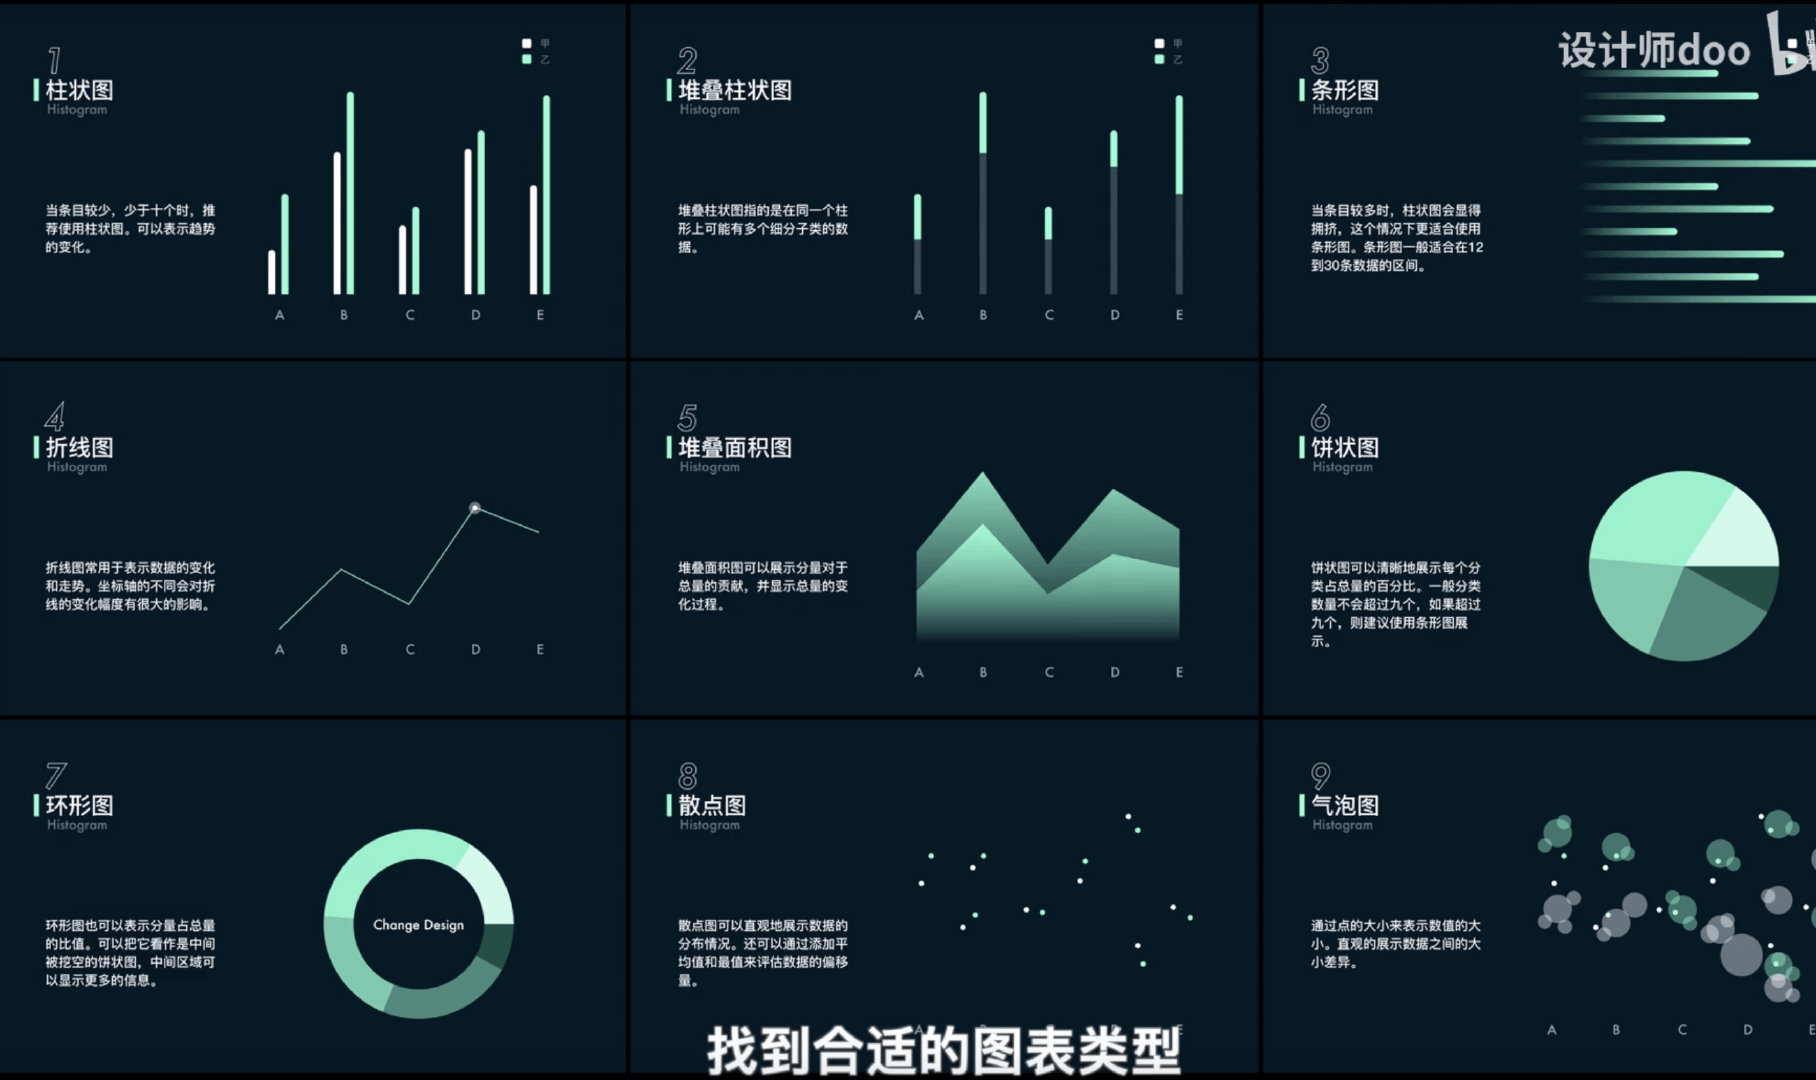 1
柱状图
Histogram
甲
乙
当条目较少，少于十个时，推
荐使用柱状图。可以表示趋势
的变化。
A B C D E
2
堆叠柱状图
Histogram
甲
乙
堆叠柱状图指的是在同一个柱
形上可能有多个细分子类的数
据。
A B C D E
设计师doo
3
条形图
Histogram
当条目较多时，柱状图会显得
拥挤，这个情况下更适合使用
条形图。条形图一般适合在12
到30条数据的区间。
4
折线图
Histogram
折线图常用于表示数据的变化
和走势。坐标轴的不同会对折
线的变化幅度有很大的影响。
A B C D E
5
堆叠面积图
Histogram
堆叠面积图可以展示分量对于
总量的贡献，并显示总量的变
化过程。
A B C D E
6
饼状图
Histogram
饼状图可以清晰地展示每个分
类占总量的百分比。一般分类
数量不会超过九个，如果超过
九个，则建议使用条形图展
示。
7
环形图
Histogram
环形图也可以表示分量占总量
的比值。可以把它看作是中间
被挖空的饼状图，中间区域可
以显示更多的信息。
Change Design
8
散点图
Histogram
散点图可以直观地展示数据的
分布情况。还可以通过添加平
均值和最值来评估数据的偏移
量。
9
气泡图
Histogram
通过点的大小来表示数值的大
小。直观的展示数据之间的大
小差异。
A B C D E
找到合适的图表类型